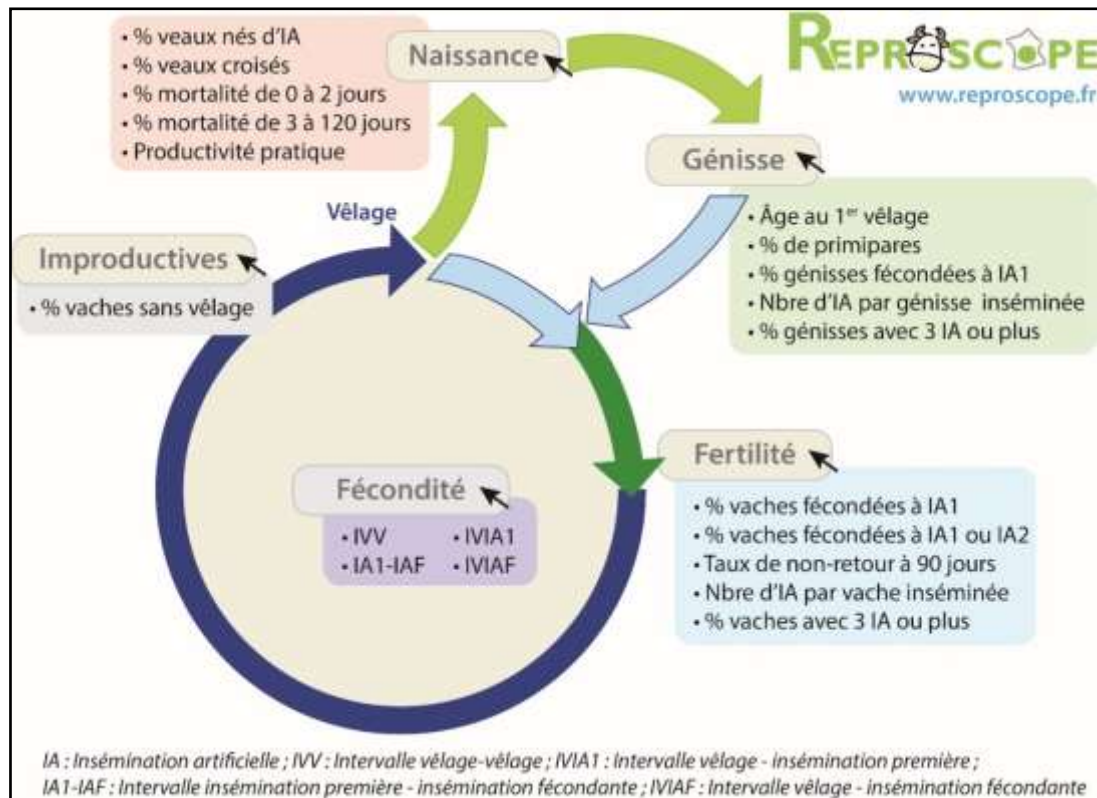 • % veaux nés d'IA
• % veaux croisés
• % mortalité de 0 à 2 jours
• % mortalité de 3 à 120 jours
• Productivité pratique
Naissance
REPROSCOPE
www.reproscope.fr
Génisse
• Âge au 1er vêlage
• % de primipares
• % génisses fécondées à IA1
• Nbre d'IA par génisse inséminée
• % génisses avec 3 IA ou plus
Vêlage
Improductives
• % vaches sans vêlage
Fertilité
• % vaches fécondées à IA1
• % vaches fécondées à IA1 ou IA2
• Taux de non-retour à 90 jours
• Nbre d'IA par vache inséminée
• % vaches avec 3 IA ou plus
Fécondité
• IVV • IVIA1
• IA1-IAF • IVIAF
IA : Insémination artificielle ; IVV : Intervalle vêlage-vêlage ; IVIA1 : Intervalle vêlage - insémination première ;
IA1-IAF : Intervalle insémination première - insémination fécondante ; IVIAF : Intervalle vêlage - insémination fécondante